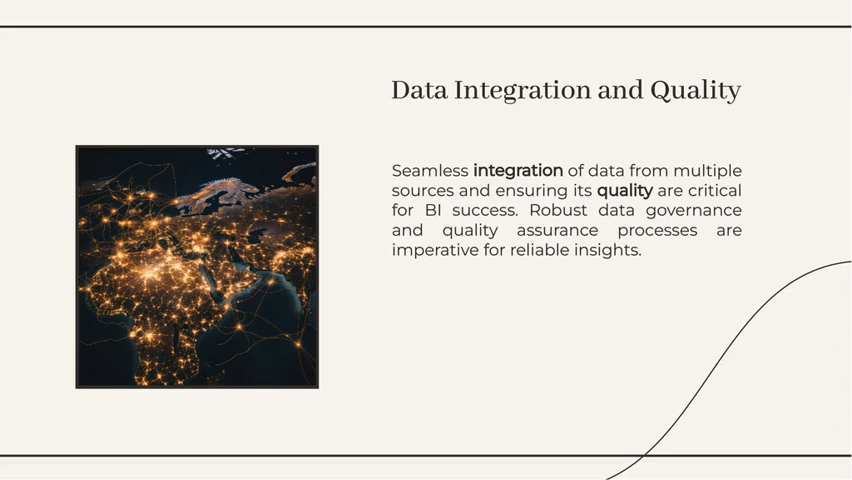 Data Integration and Quality
Seamless integration of data from multiple
sources and ensuring its quality are critical
for BI success. Robust data governance
and quality assurance processes are
imperative for reliable insights.